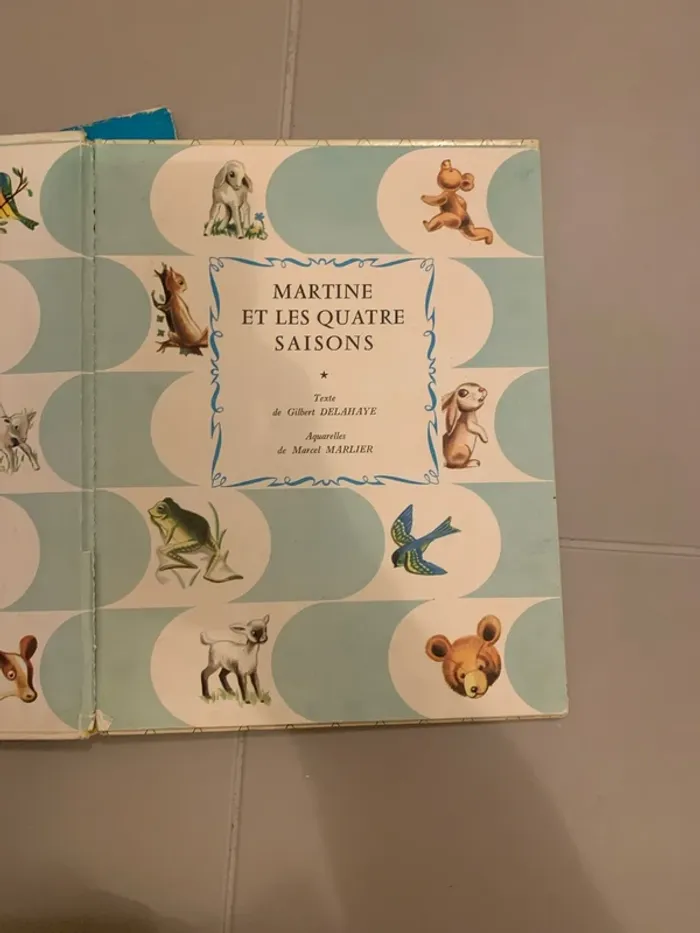 MARTINE
ET LES QUATRE
SAISONS
★
Texte
de Gilbert DELAHAYE
Aquarelles
de Marcel MARLIER